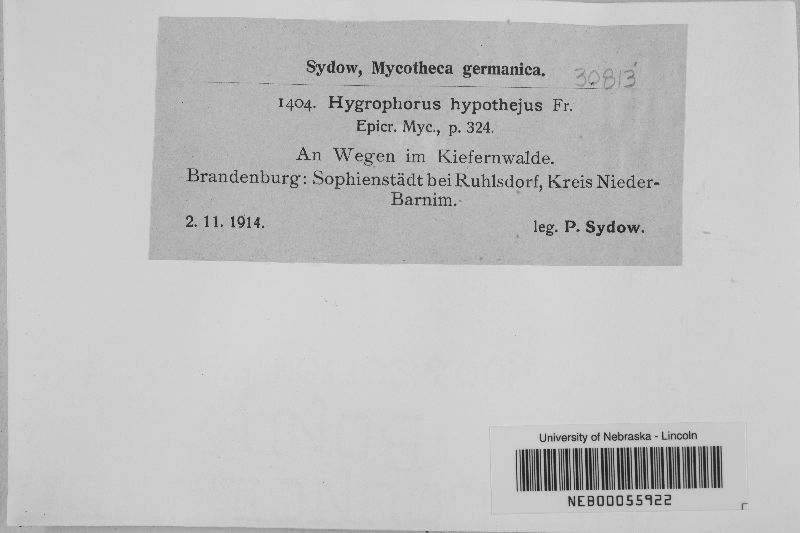 Sydow, Mycotheca germanica. 30813
1404. Hygrophorus hypothejus Fr.
Epicr. Myc., p. 324.
An Wegen im Kiefernwalde.
Brandenburg: Sophienstädt bei Ruhlsdorf, Kreis Nieder-
Barnim.
2. 11. 1914. leg. P. Sydow.
University of Nebraska - Lincoln
NEB00055922